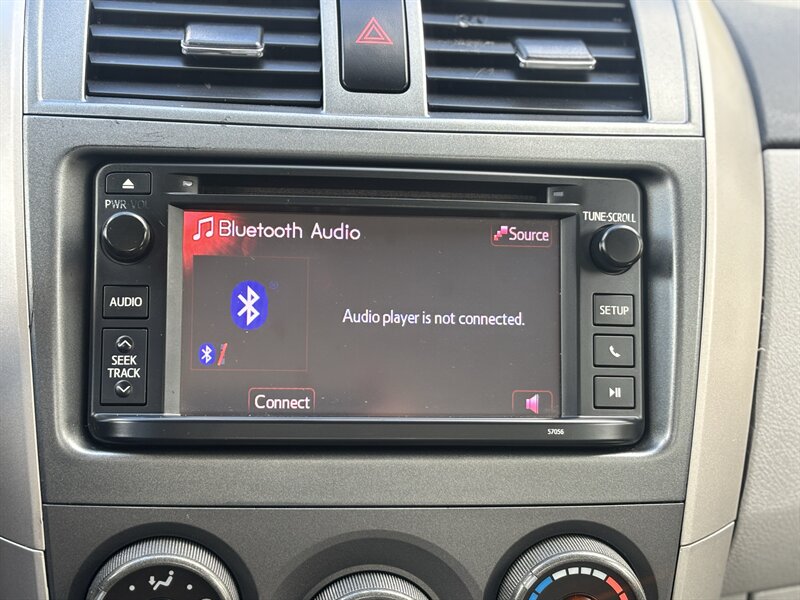 PWR·VOL
TUNE·SCROLL
Bluetooth Audio
Source
AUDIO
SETUP
Audio player is not connected.
SEEK
TRACK
Connect
57056